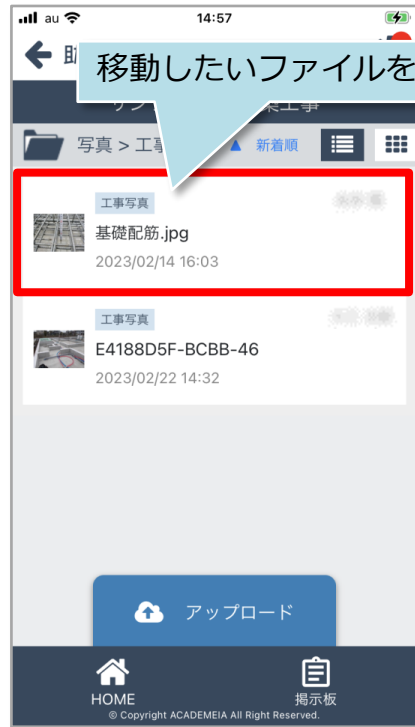 au 14:57
移動したいファイルを
写真 > 工事
▲ 新着順
工事写真
基礎配筋.jpg
2023/02/14 16:03
工事写真
E4188D5F-BCBB-46
2023/02/22 14:32
アップロード
HOME
掲示板
© Copyright ACADEMEIA All Right Reserved.